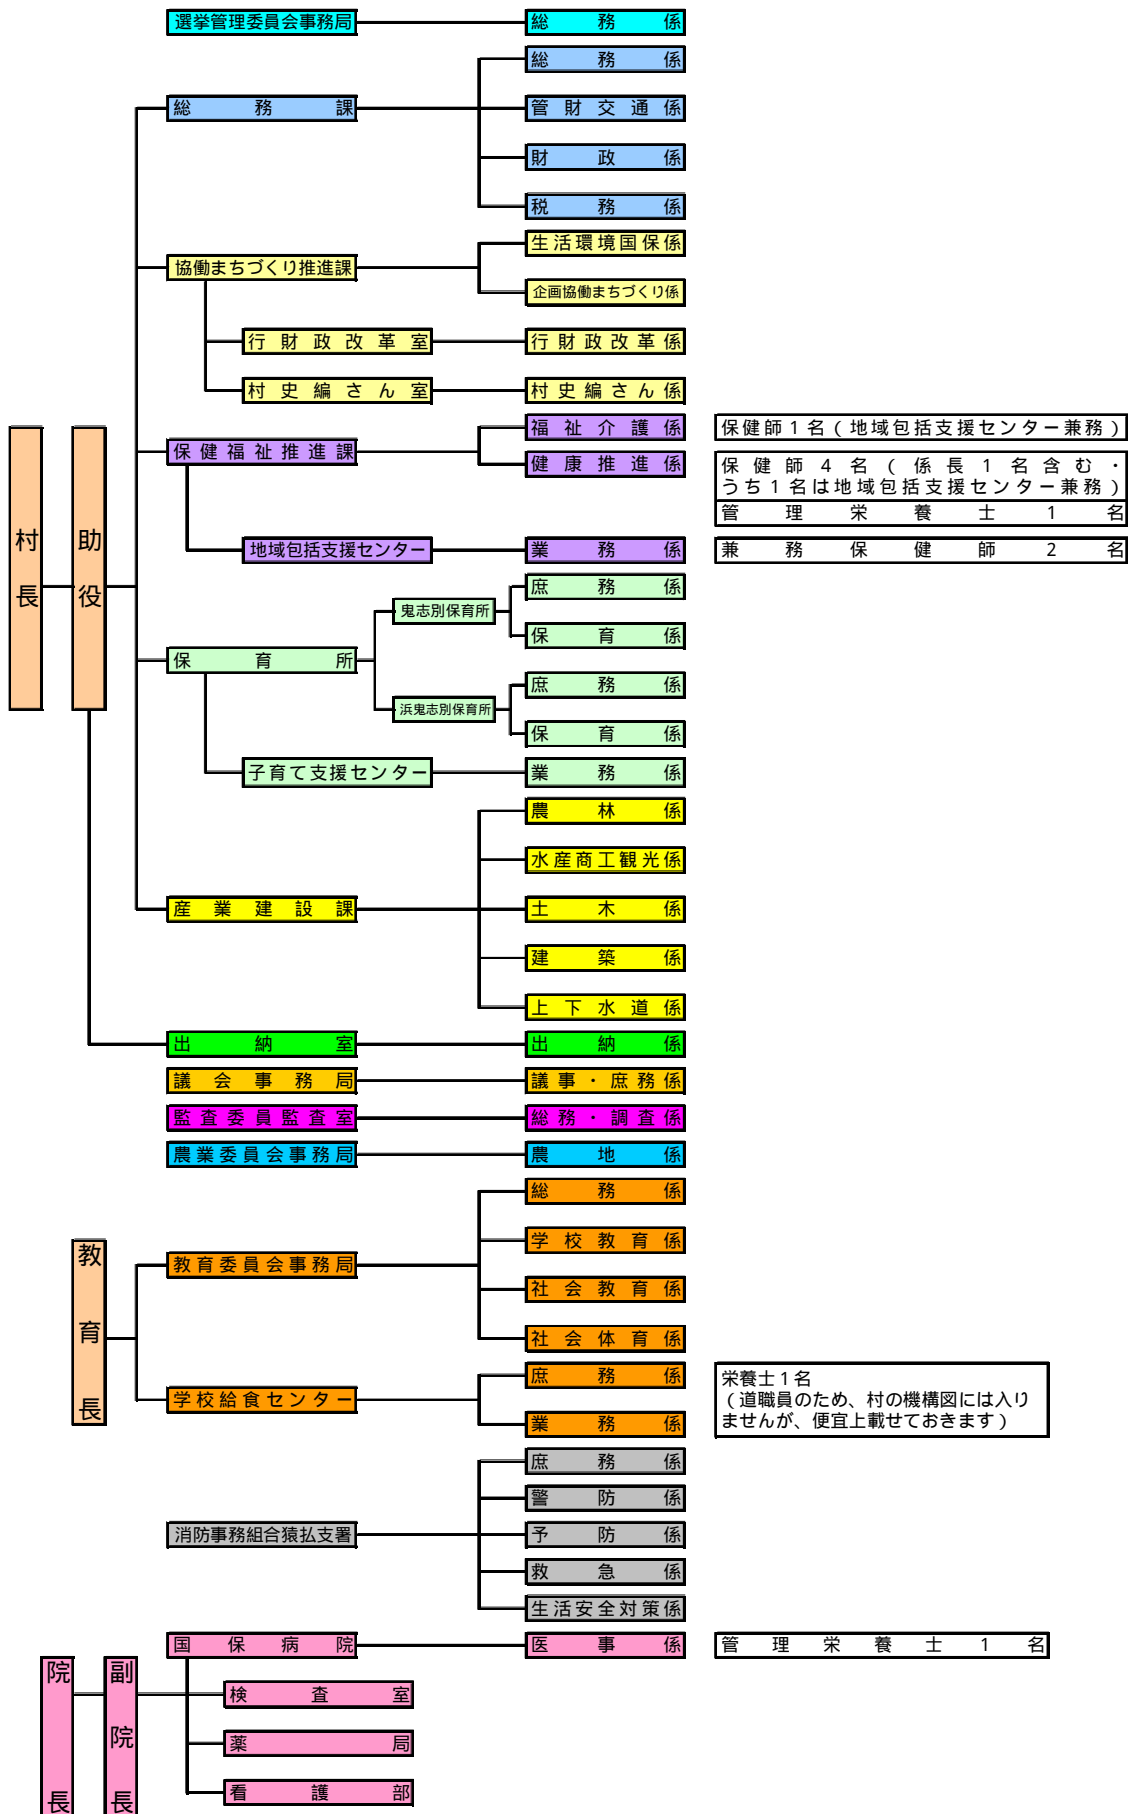 選挙管理委員会事務局
総務係
総務係
総務課
管財交通係
財政係
税務係
生活環境国保係
協働まちづくり推進課
企画協働まちづくり係
行財政改革室
行財政改革係
村史編さん室
村史編さん係
福祉介護係
保健師1名(地域包括支援センター兼務)
保健福祉推進課
健康推進係
保健師4名(係長1名含む・
うち1名は地域包括支援センター兼務)
管理栄養士1名
地域包括支援センター
業務係
兼務保健師2名
村長
助役
庶務係
鬼志別保育所
保育係
保育所
庶務係
浜鬼志別保育所
保育係
子育て支援センター
業務係
農林係
水産商工観光係
産業建設課
土木係
建築係
上下水道係
出納室
出納係
議会事務局
議事・庶務係
監査委員監査室
総務・調査係
農業委員会事務局
農地係
総務係
学校教育係
教育長
教育委員会事務局
社会教育係
社会体育係
庶務係
学校給食センター
業務係
栄養士1名
(道職員のため、村の機構図には入り
ませんが、便宜上載せておきます)
庶務係
警防係
消防事務組合猿払支署
予防係
救急係
生活安全対策係
国保病院
医事係
管理栄養士1名
院長
副院長
検査室
薬局
看護部